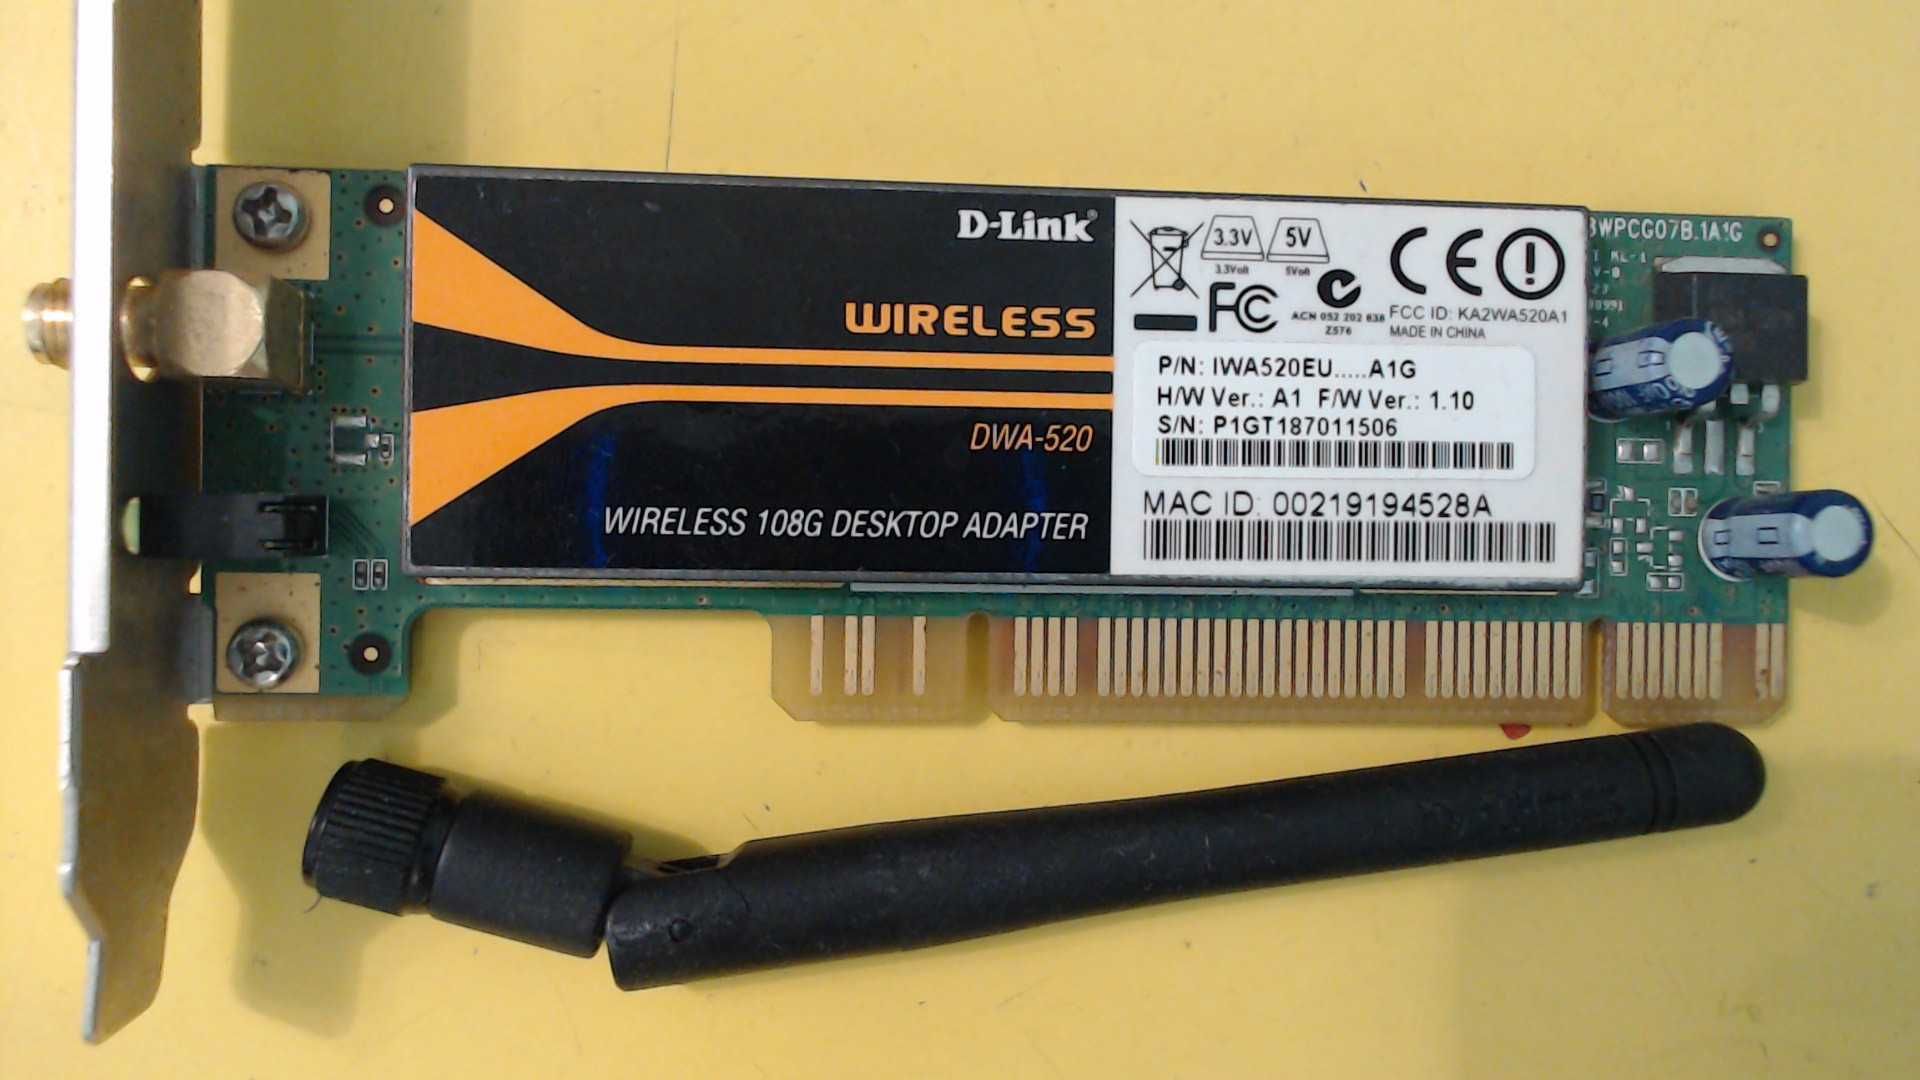 D-Link®
WIRELESS
DWA-520
WIRELESS 108G DESKTOP ADAPTER
3.3V 5V
3.3Volt 5Volt
CE
FC
ACN 052 202 838
Z576
FCC ID: KA2WA520A1
MADE IN CHINA
P/N: IWA520EU.....A1G
H/W Ver.: A1 F/W Ver.: 1.10
S/N: P1GT187011506
MAC ID: 00219194528A
WPCG07B.1A1G